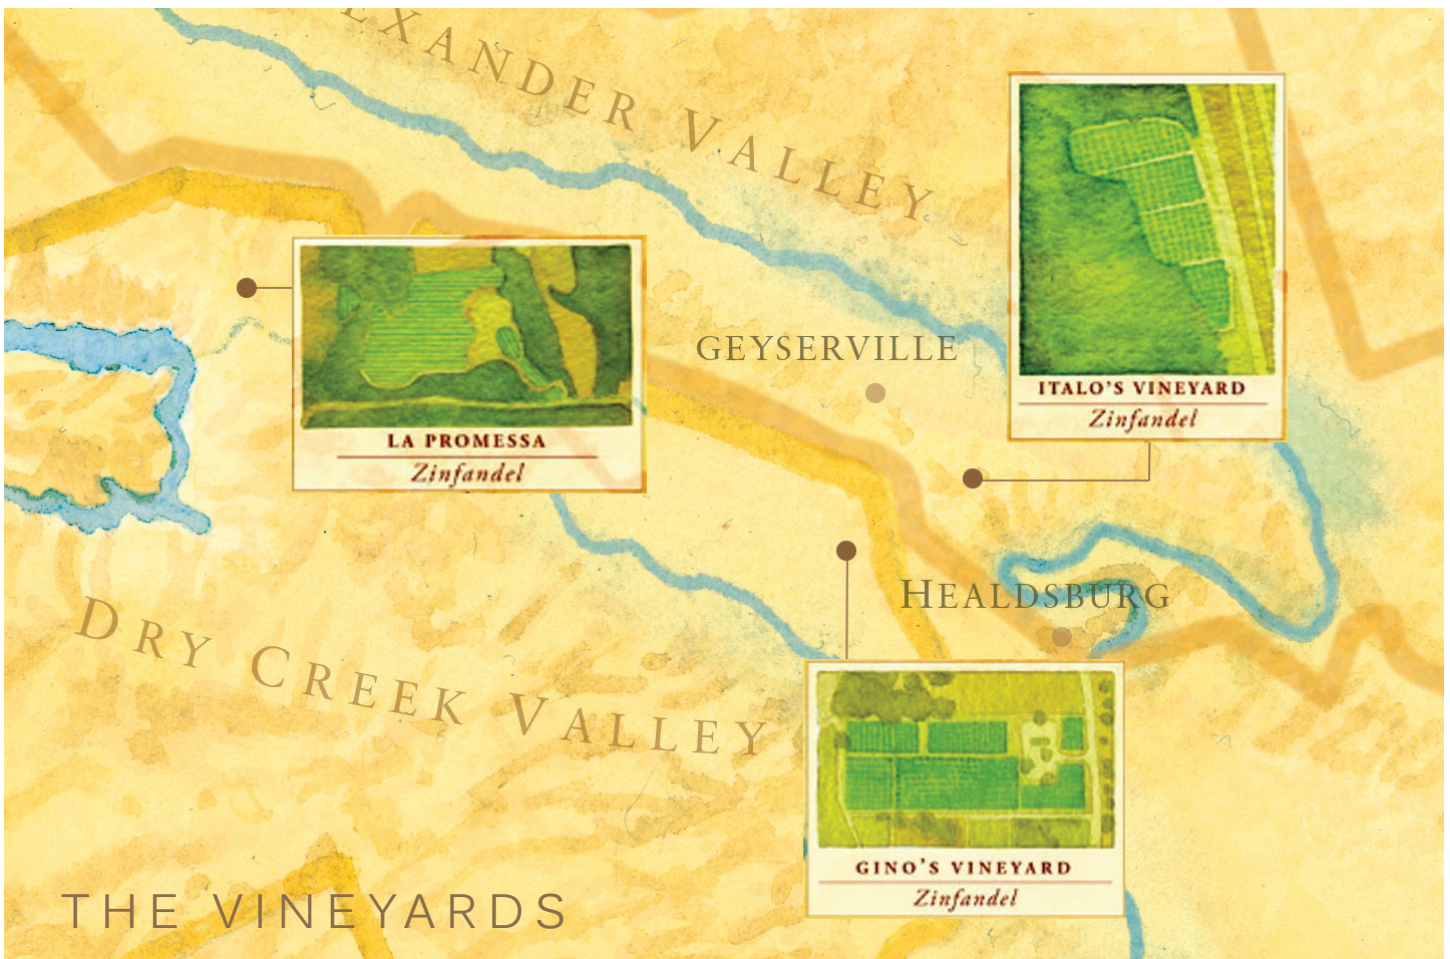 EXANDER VALLEY
GEYSERVILLE
ITALO'S VINEYARD
Zinfandel
LA PROMESSA
Zinfandel
HEALDSBURG
DRY CREEK VALLEY
GINO'S VINEYARD
Zinfandel
THE VINEYARDS